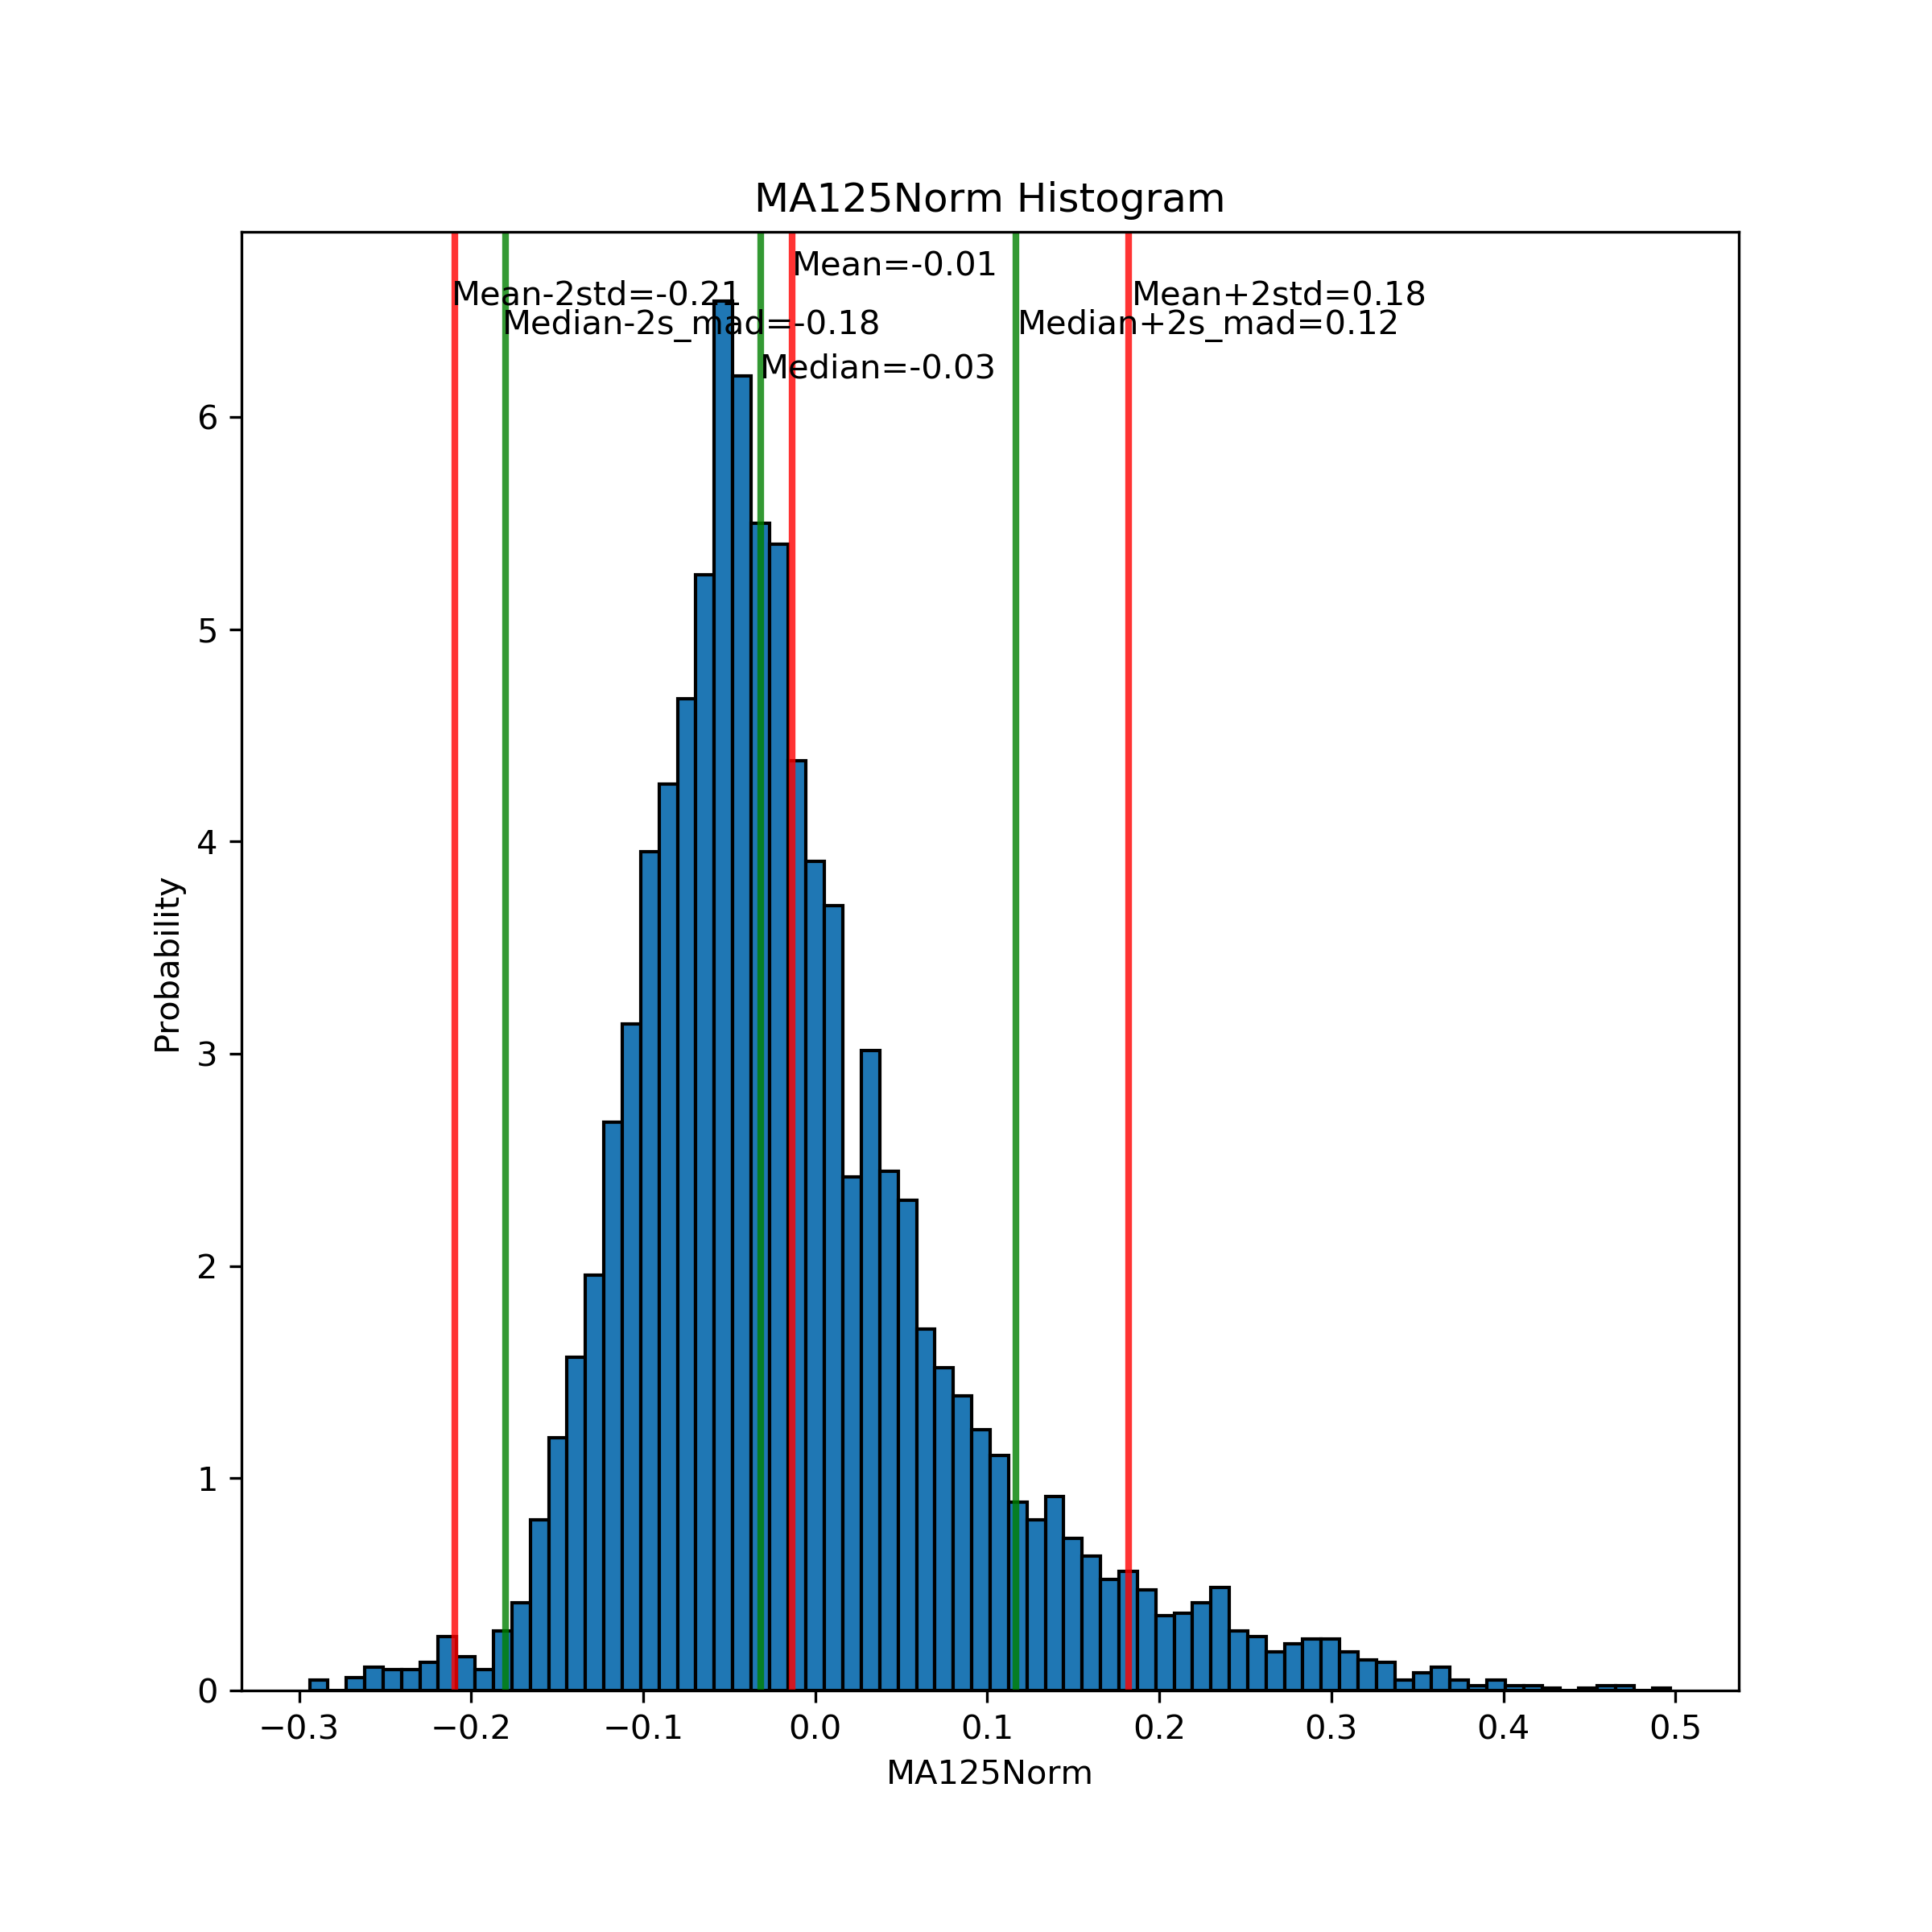 MA125Norm Histogram
Mean=-0.01
Mean-2std=-0.21
Mean+2std=0.18
Median-2s_mad=-0.18
Median+2s_mad=0.12
Median=-0.03
6
5
4
3
2
1
0
Probability
−0.3 −0.2 −0.1 0.0 0.1 0.2 0.3 0.4 0.5
MA125Norm